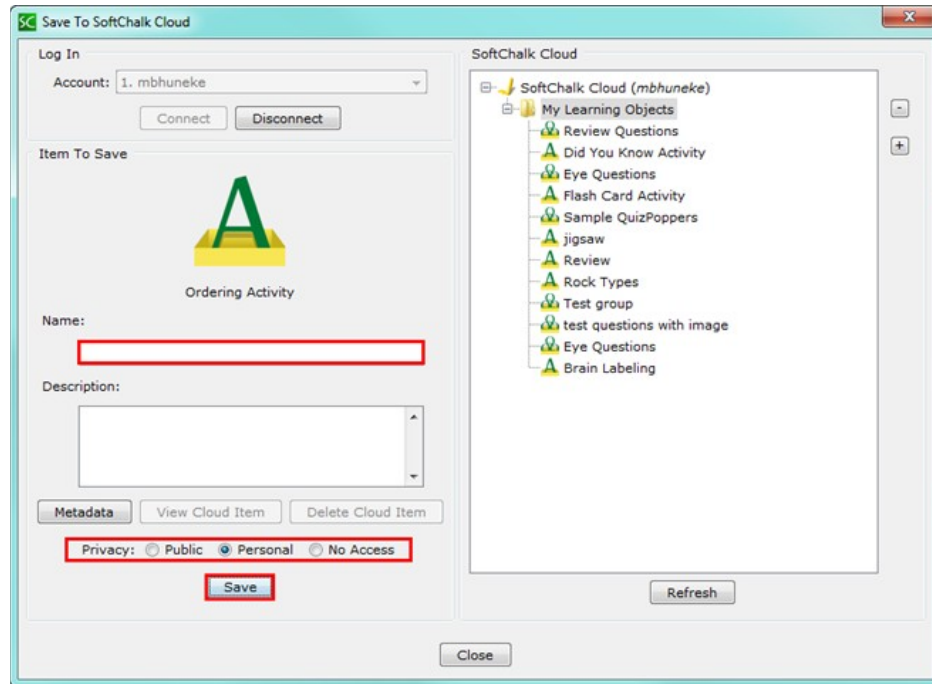 SC Save To SoftChalk Cloud
x
Log In
Account: 1. mbhuneke
Connect Disconnect
Item To Save
A
Ordering Activity
Name:
Description:
Metadata View Cloud Item Delete Cloud Item
Privacy: Public Personal No Access
Save
SoftChalk Cloud
SoftChalk Cloud (mbhuneke)
My Learning Objects
Review Questions
A Did You Know Activity
Eye Questions
A Flash Card Activity
Sample QuizPoppers
A jigsaw
A Review
A Rock Types
Test group
test questions with image
Eye Questions
A Brain Labeling
-
+
Refresh
Close